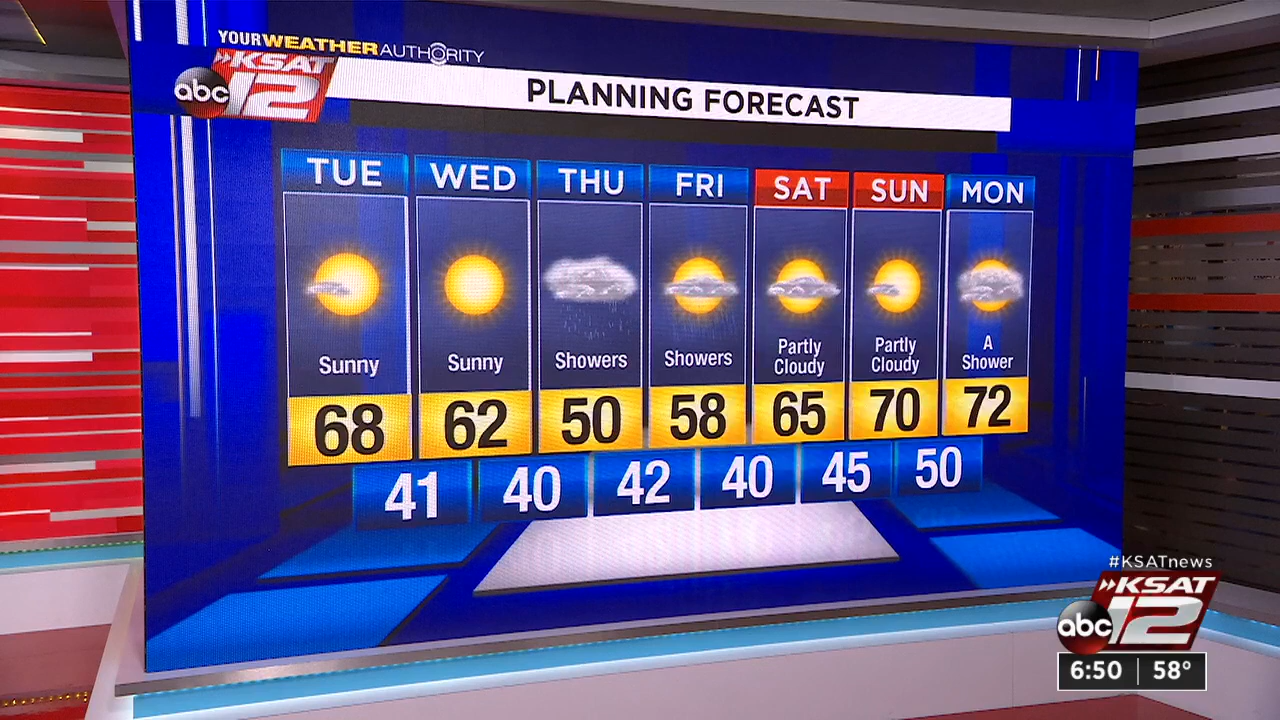 YOURWEATHERAUTHORITY
»KSAT
abc 12
PLANNING FORECAST
TUE WED THU FRI SAT SUN MON
Sunny Sunny Showers Showers Partly Cloudy Partly Cloudy A Shower
68 62 50 58 65 70 72
41 40 42 40 45 50
#KSATnews
»KSAT
abc 12
6:50 58°